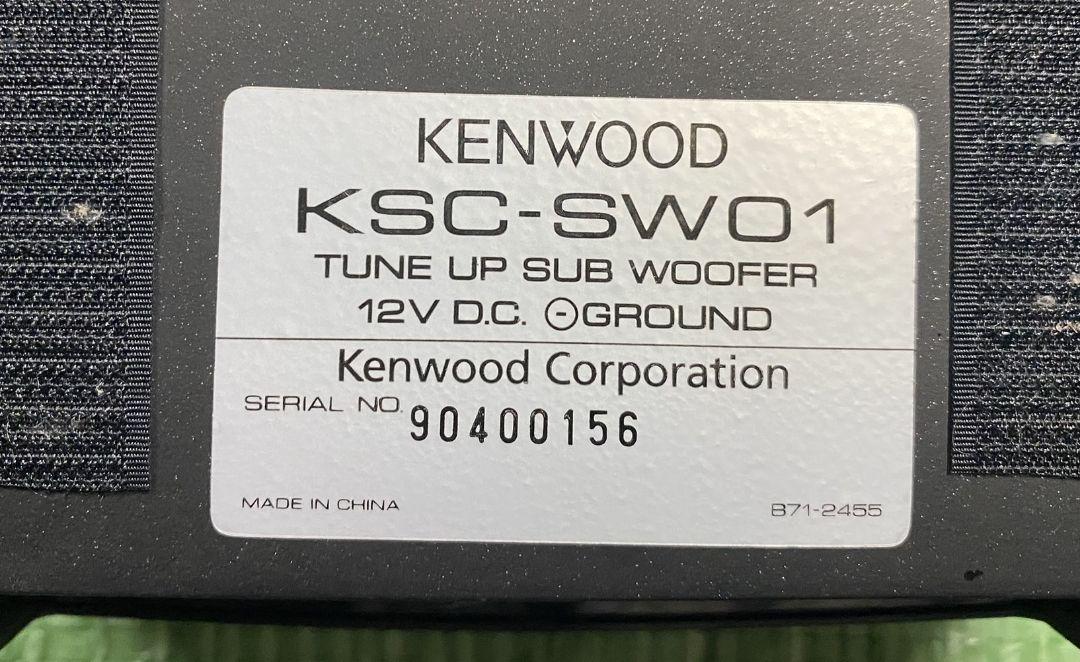 KENWOOD
KSC-SW01
TUNE UP SUB WOOFER
12V D.C. ⊖GROUND
Kenwood Corporation
SERIAL NO. 90400156
MADE IN CHINA
B71-2455